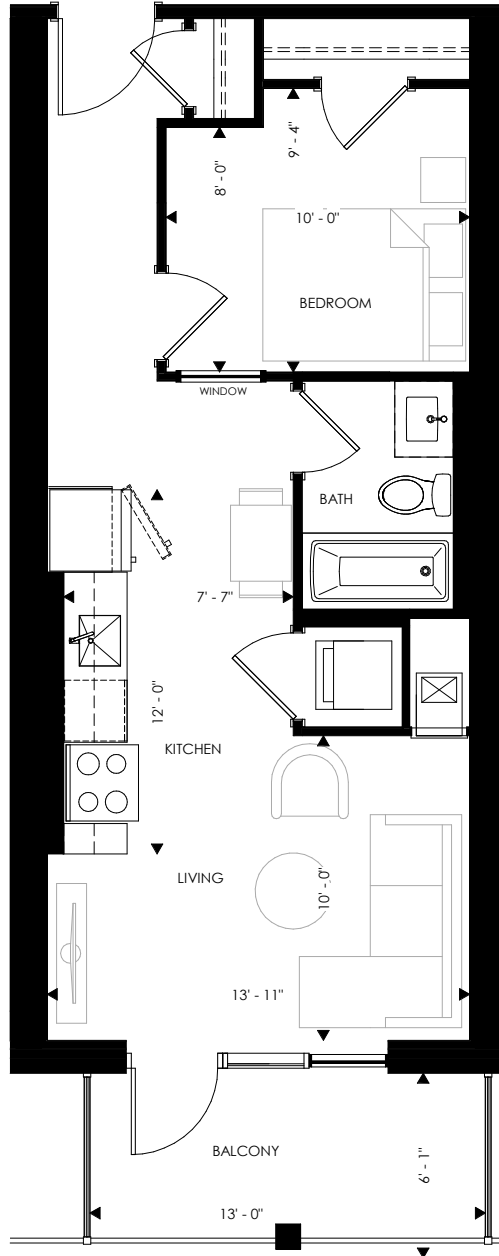 9' - 4"
8' - 0"
10' - 0"
BEDROOM
WINDOW
BATH
7' - 7"
12' - 0"
KITCHEN
LIVING
10' - 0"
13' - 11"
BALCONY
6' - 1"
13' - 0"